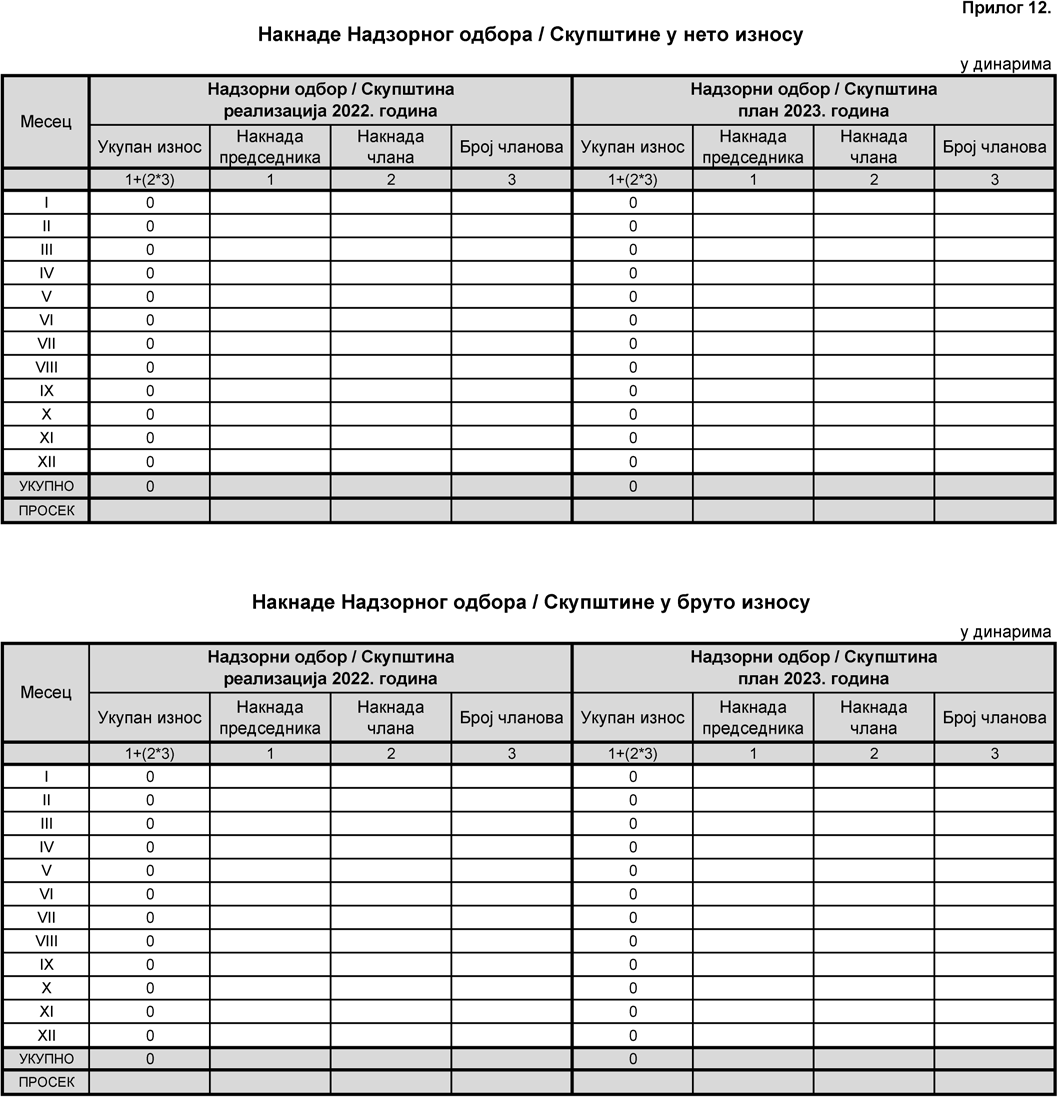 Прилог 12.
Накнаде Надзорног одбора / Скупштине у нето износу
у динарима
Месец
Надзорни одбор / Скупштина
реализација 2022. година
Надзорни одбор / Скупштина
план 2023. година
Укупан износ Накнада председника Накнада члана Број чланова Укупан износ Накнада председника Накнада члана Број чланова
1+(2*3) 1 2 3 1+(2*3) 1 2 3
I 0 0
II 0 0
III 0 0
IV 0 0
V 0 0
VI 0 0
VII 0 0
VIII 0 0
IX 0 0
X 0 0
XI 0 0
XII 0 0
УКУПНО 0 0
ПРОСЕК
Накнаде Надзорног одбора / Скупштине у бруто износу
у динарима
Месец
Надзорни одбор / Скупштина
реализација 2022. година
Надзорни одбор / Скупштина
план 2023. година
Укупан износ Накнада председника Накнада члана Број чланова Укупан износ Накнада председника Накнада члана Број чланова
1+(2*3) 1 2 3 1+(2*3) 1 2 3
I 0 0
II 0 0
III 0 0
IV 0 0
V 0 0
VI 0 0
VII 0 0
VIII 0 0
IX 0 0
X 0 0
XI 0 0
XII 0 0
УКУПНО 0 0
ПРОСЕК